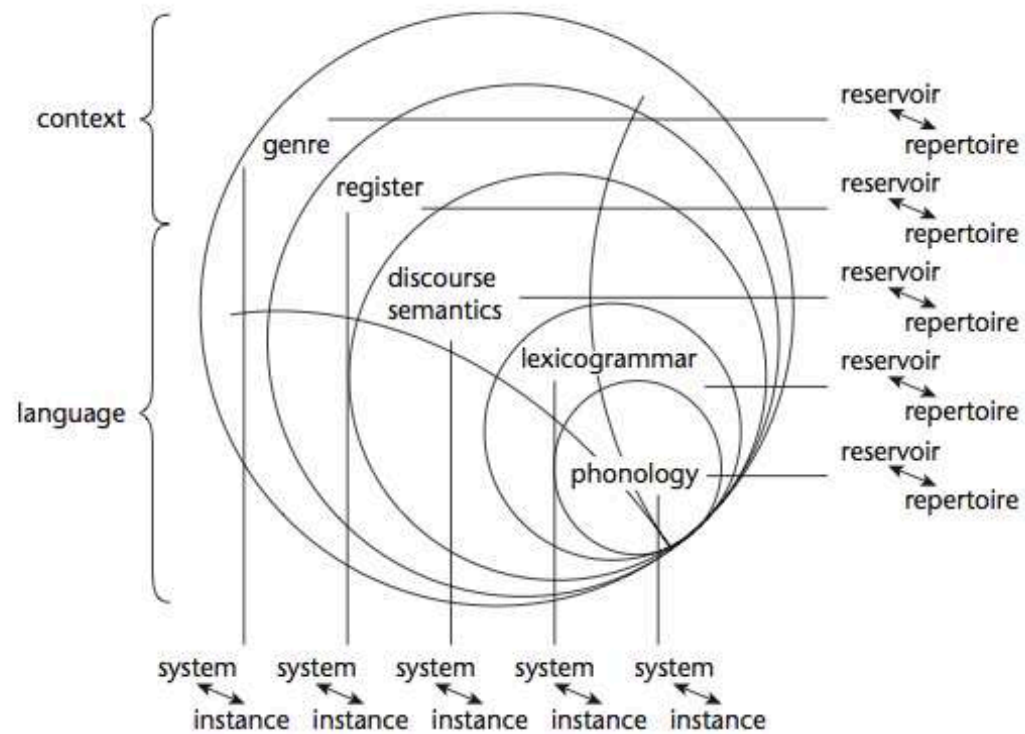 context
genre
reservoir
repertoire
register
reservoir
repertoire
discourse
semantics
reservoir
repertoire
lexicogrammar
reservoir
repertoire
language
phonology
reservoir
repertoire
system system system system system
instance instance instance instance instance